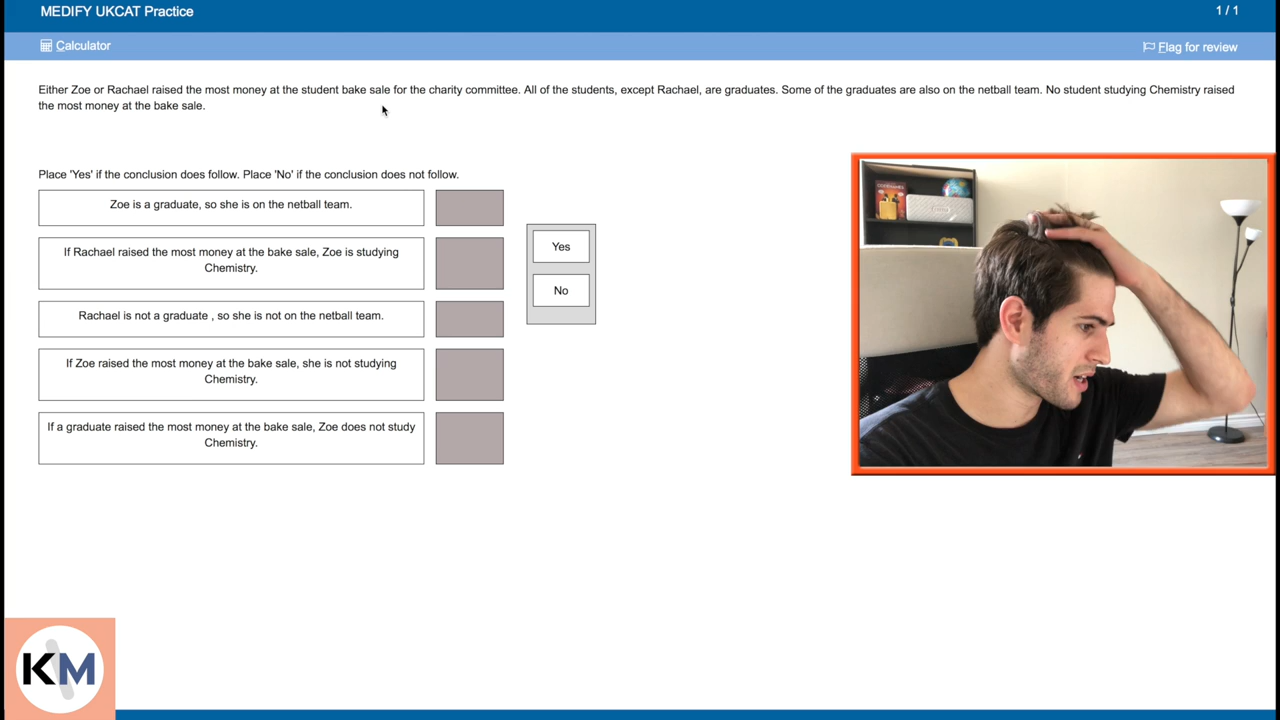 MEDIFY UKCAT Practice
1 / 1
Calculator
Flag for review
Either Zoe or Rachael raised the most money at the student bake sale for the charity committee. All of the students, except Rachael, are graduates. Some of the graduates are also on the netball team. No student studying Chemistry raised
the most money at the bake sale.
Place 'Yes' if the conclusion does follow. Place 'No' if the conclusion does not follow.
Zoe is a graduate, so she is on the netball team.
Yes
If Rachael raised the most money at the bake sale, Zoe is studying
Chemistry.
No
Rachael is not a graduate , so she is not on the netball team.
If Zoe raised the most money at the bake sale, she is not studying
Chemistry.
If a graduate raised the most money at the bake sale, Zoe does not study
Chemistry.
KM